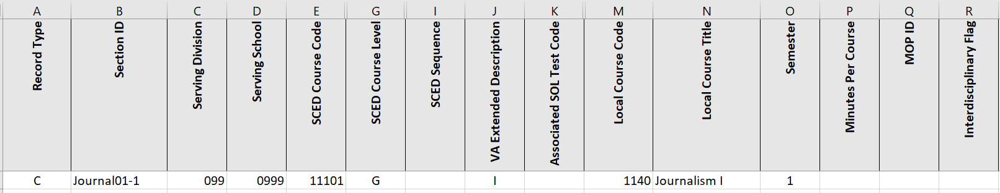 A B C D E G I J K M N O P Q R
Record Type Section ID Serving Division Serving School SCED Course Code SCED Course Level SCED Sequence VA Extended Description Associated SOL Test Code Local Course Code Local Course Title Semester Minutes Per Course MOP ID Interdisciplinary Flag
C Journal01-1 099 0999 11101 G I 1140 Journalism I 1